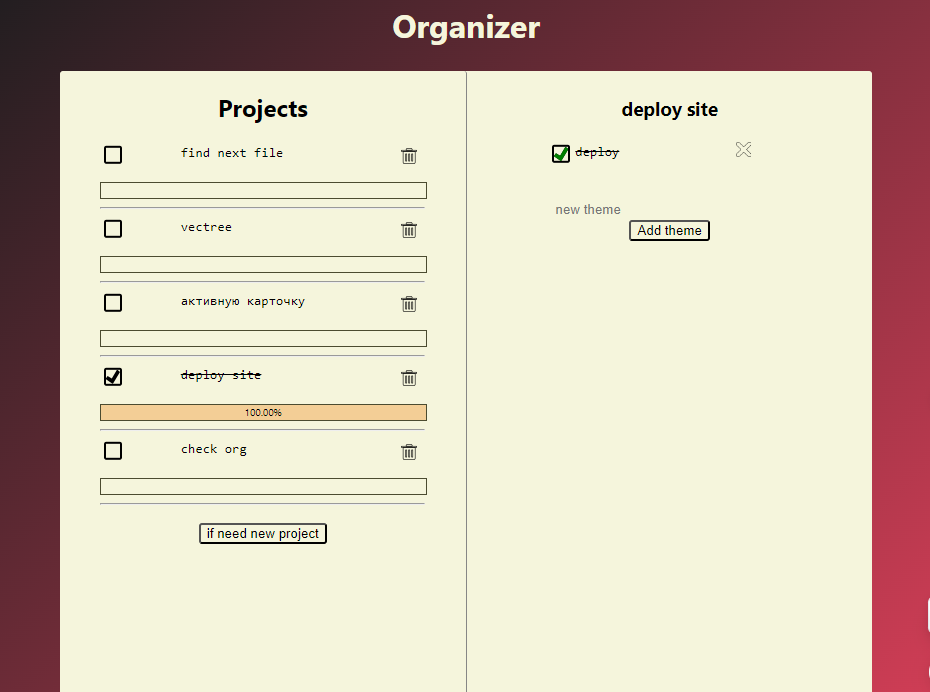 Organizer
Projects
find next file
vectree
активную карточку
deploy site
100.00%
check org
if need new project
deploy site
deploy
new theme
Add theme